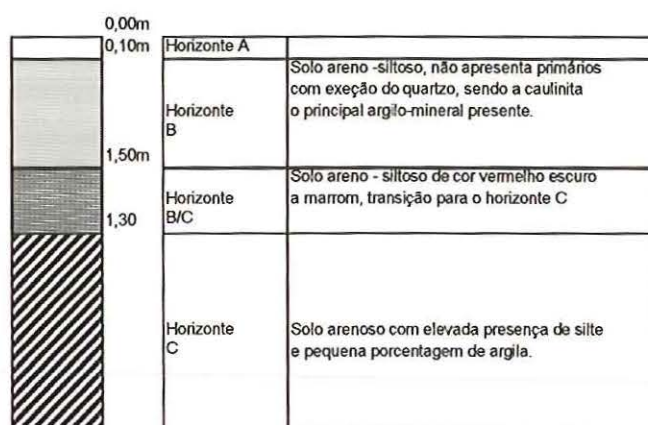 0,00m
0,10m
Horizonte A
Solo areno -siltoso, não apresenta primários
com exeção do quartzo, sendo a caulinita
o principal argilo-mineral presente.
Horizonte
B
1,50m
Solo areno - siltoso de cor vermelho escuro
a marrom, transição para o horizonte C
Horizonte
B/C
1,30
Horizonte
C
Solo arenoso com elevada presença de silte
e pequena porcentagem de argila.